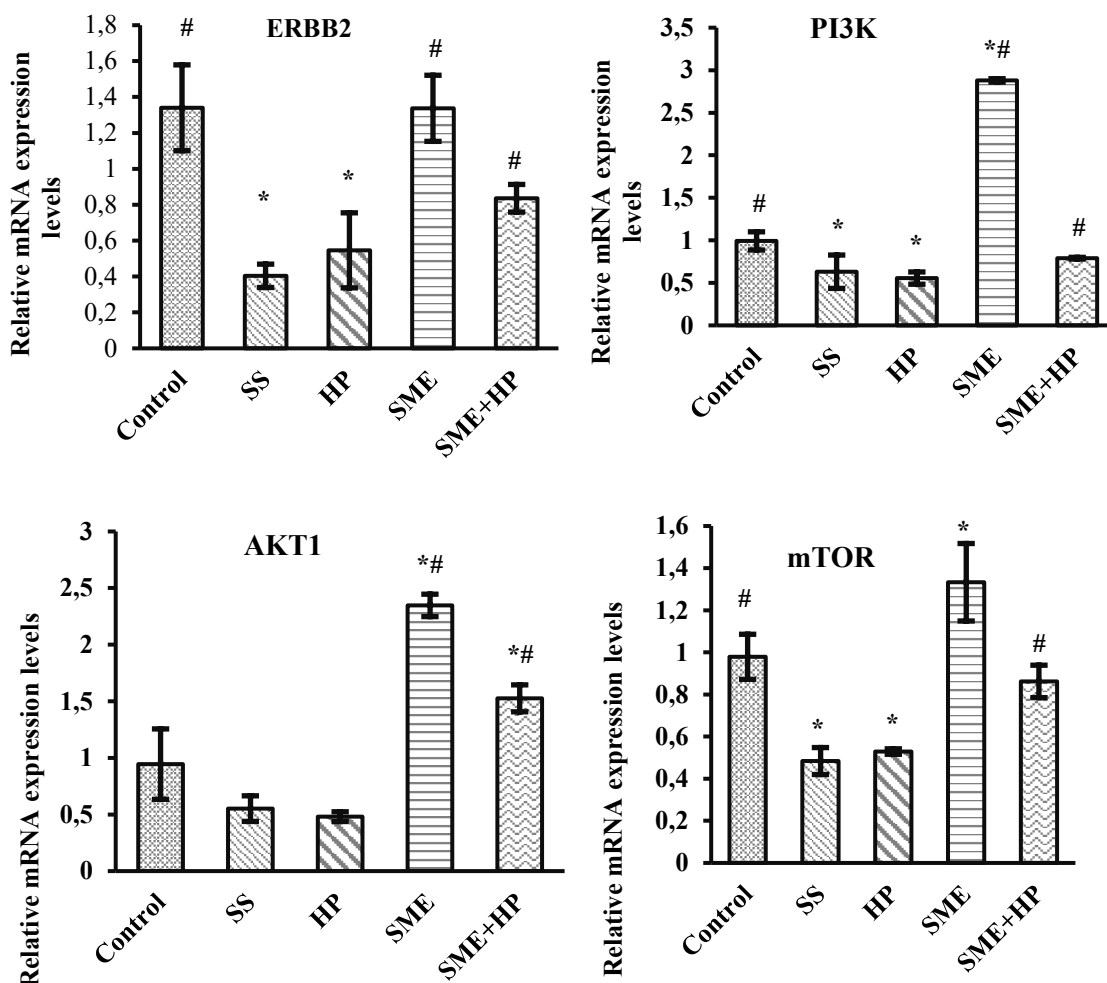 ERBB2
Relative mRNA expression
levels
1,8
1,6
1,4
1,2
1
0,8
0,6
0,4
0,2
0
#
*
*
#
#
Control
SS
HP
SME
SME+HP
PI3K
Relative mRNA expression
levels
3,5
3
2,5
2
1,5
1
0,5
0
#
*
*
*#
#
Control
SS
HP
SME
SME+HP
AKT1
Relative mRNA expression levels
3
2,5
2
1,5
1
0,5
0
*#
*#
Control
SS
HP
SME
SME+HP
mTOR
Relative mRNA expression levels
1,6
1,4
1,2
1
0,8
0,6
0,4
0,2
0
#
*
*
*
#
Control
SS
HP
SME
SME+HP